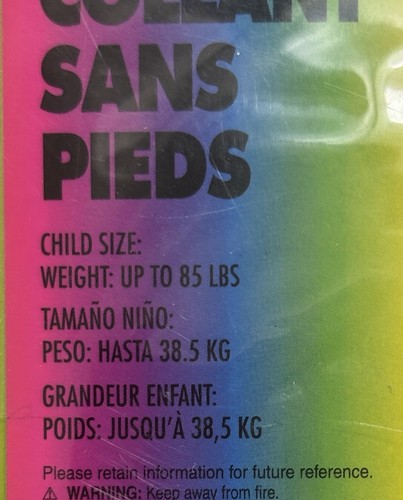 COLLANT
SANS
PIEDS
CHILD SIZE:
WEIGHT: UP TO 85 LBS
TAMAÑO NIÑO:
PESO: HASTA 38.5 KG
GRANDEUR ENFANT:
POIDS: JUSQU'À 38,5 KG
Please retain information for future reference.
⚠ WARNING: Keep away from fire.